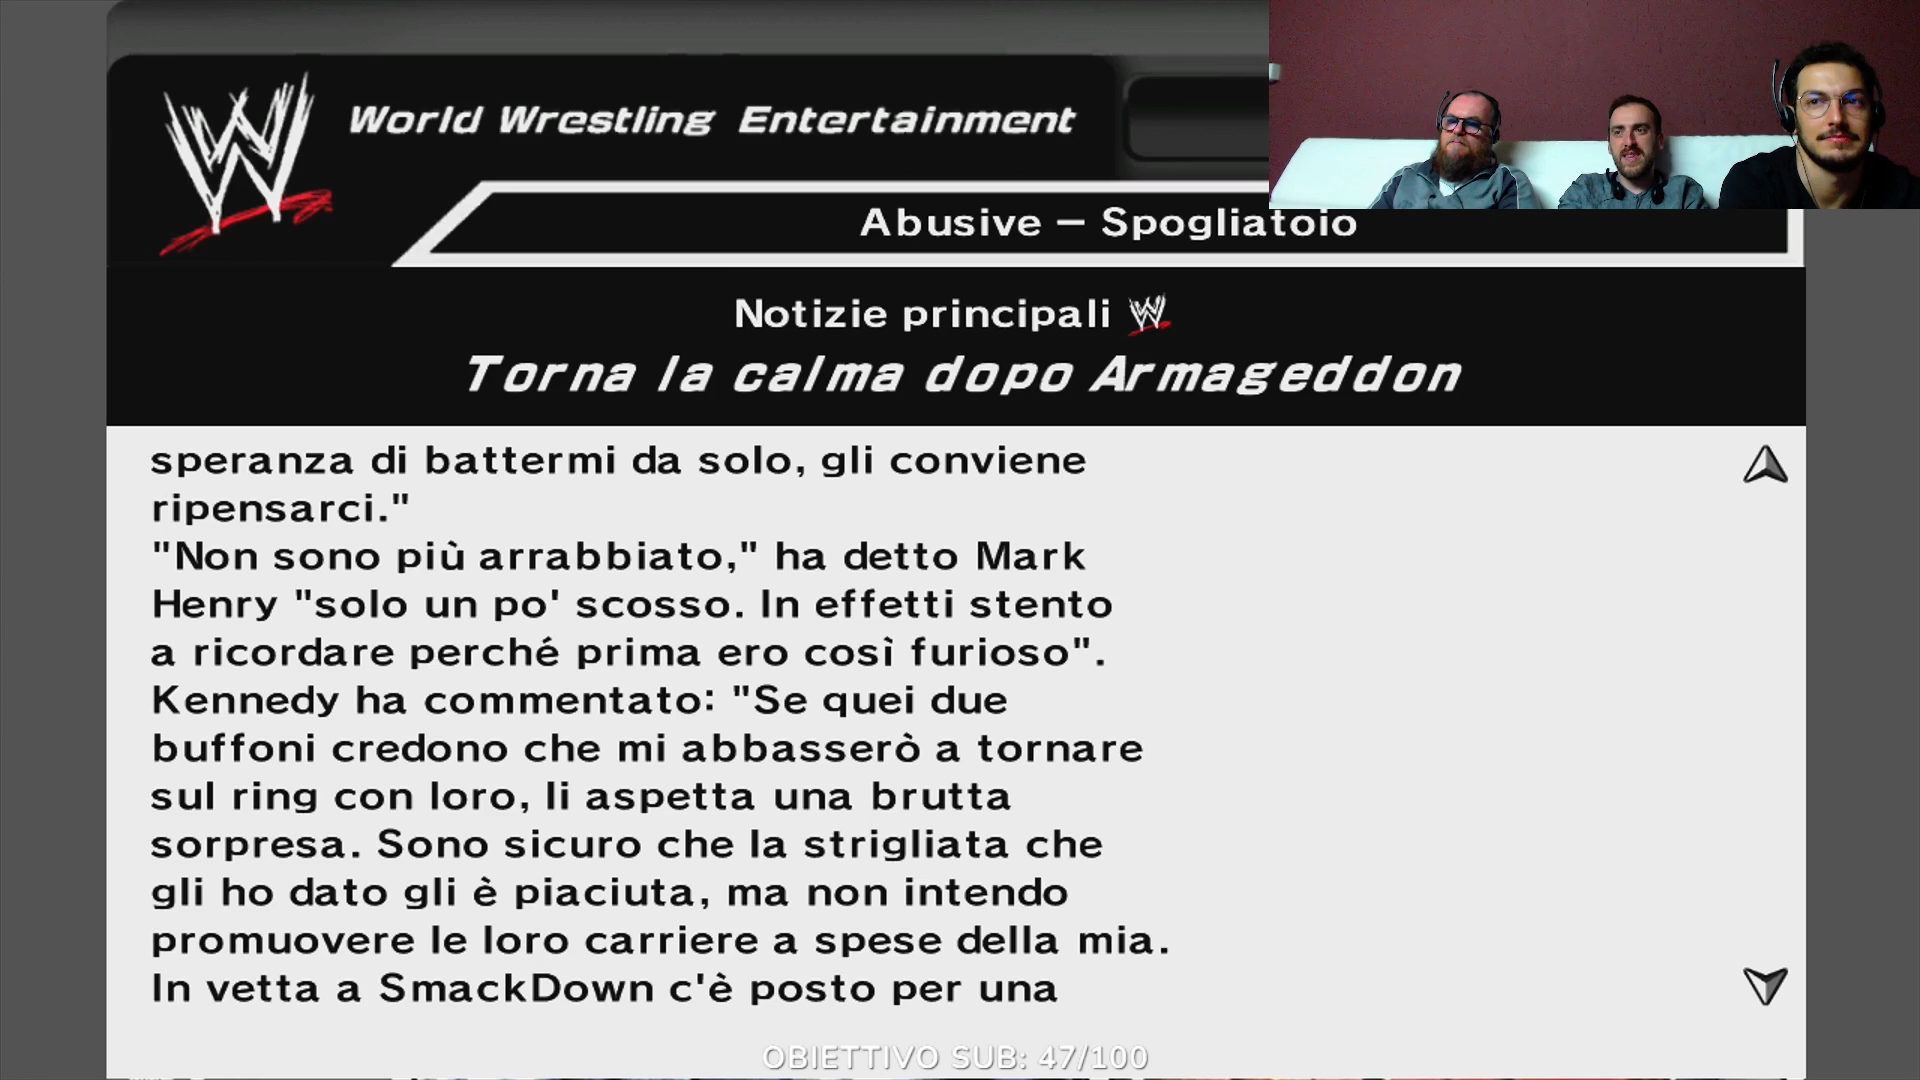 World Wrestling Entertainment
Abusive – Spogliatoio
Notizie principali
Torna la calma dopo Armageddon
speranza di battermi da solo, gli conviene
ripensarci."
"Non sono più arrabbiato," ha detto Mark
Henry "solo un po' scosso. In effetti stento
a ricordare perché prima ero così furioso".
Kennedy ha commentato: "Se quei due
buffoni credono che mi abbasserò a tornare
sul ring con loro, li aspetta una brutta
sorpresa. Sono sicuro che la strigliata che
gli ho dato gli è piaciuta, ma non intendo
promuovere le loro carriere a spese della mia.
In vetta a SmackDown c'è posto per una
OBIETTIVO SUB: 47/100